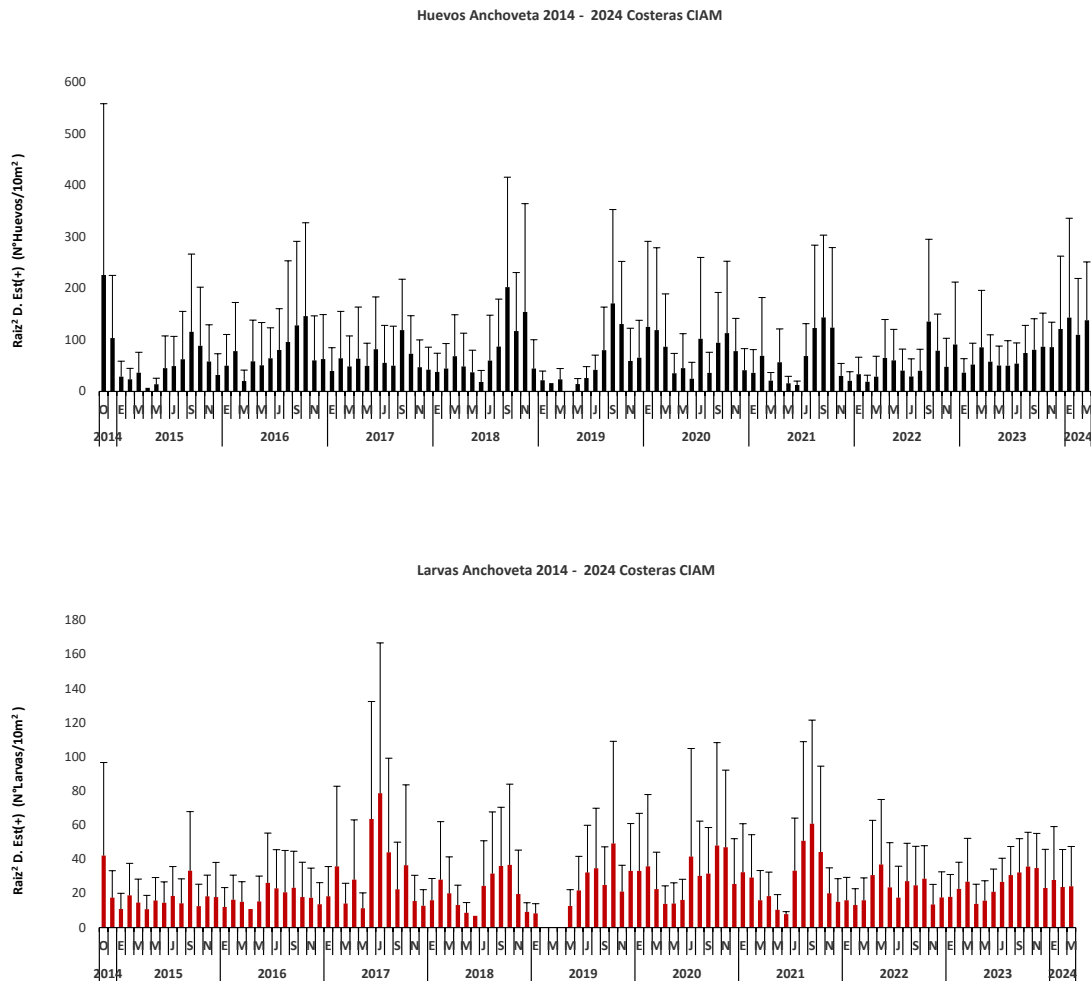 Huevos Anchoveta 2014 - 2024 Costeras CIAM
Raiz² D. Est(+) (N°Huevos/10m²)
600
500
400
300
200
100
0
O E M M J S N E M M J S N E M M J S N E M M J S N E M M J S N E M M J S N E M M J S N E M M J S N E M M J S N E M
2014 2015 2016 2017 2018 2019 2020 2021 2022 2023 2024
Larvas Anchoveta 2014 - 2024 Costeras CIAM
Raiz² D. Est(+) (N°Larvas/10m²)
180
160
140
120
100
80
60
40
20
0
O E M M J S N E M M J S N E M M J S N E M M J S N E M M J S N E M M J S N E M M J S N E M M J S N E M M J S N E M
2014 2015 2016 2017 2018 2019 2020 2021 2022 2023 2024